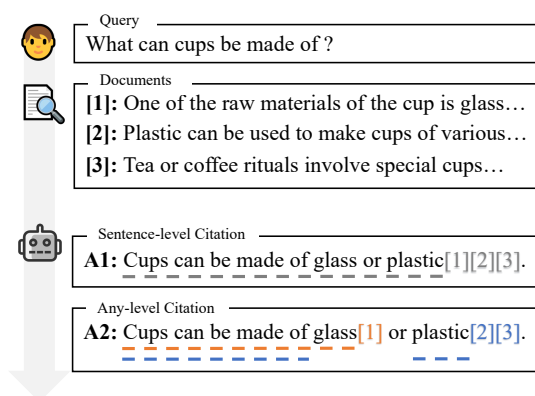 Query
What can cups be made of ?
Documents
[1]: One of the raw materials of the cup is glass…
[2]: Plastic can be used to make cups of various…
[3]: Tea or coffee rituals involve special cups…
Sentence-level Citation
A1: Cups can be made of glass or plastic[1][2][3].
Any-level Citation
A2: Cups can be made of glass[1] or plastic[2][3].